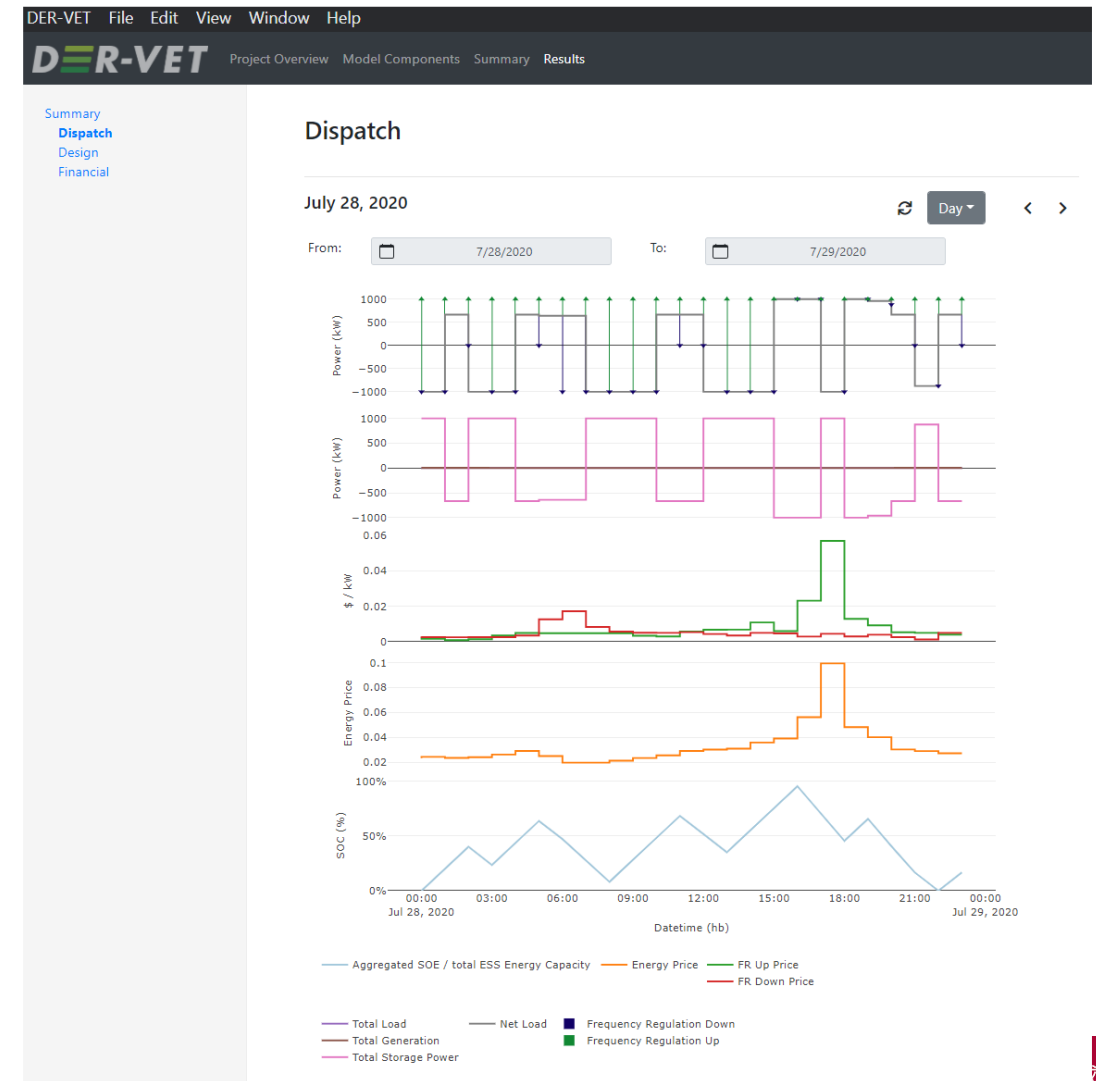 DER-VET File Edit View Window Help
DER-VET Project Overview Model Components Summary Results
Summary
Dispatch
Design
Financial
Dispatch
July 28, 2020
Day
From: 7/28/2020 To: 7/29/2020
1000
500
0
−500
−1000
Power (kW)
1000
500
0
−500
−1000
Power (kW)
0.06
0.04
0.02
0
$ / kW
0.1
0.08
0.06
0.04
0.02
Energy Price
100%
50%
0%
SOC (%)
00:00 03:00 06:00 09:00 12:00 15:00 18:00 21:00 00:00
Jul 28, 2020 Jul 29, 2020
Datetime (hb)
Aggregated SOE / total ESS Energy Capacity Energy Price FR Up Price
FR Down Price
Total Load Net Load Frequency Regulation Down
Total Generation Frequency Regulation Up
Total Storage Power